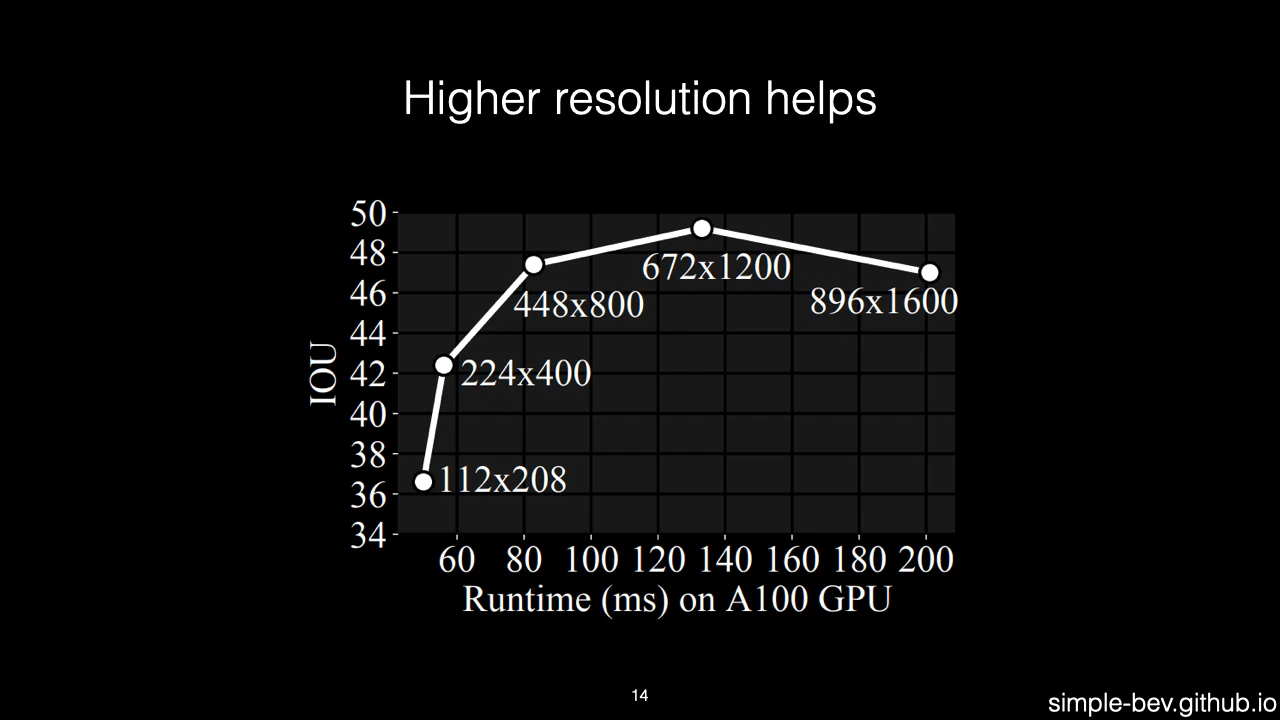 Higher resolution helps
50
48
46
44
42
40
38
36
34
IOU
672x1200
896x1600
448x800
224x400
112x208
60 80 100 120 140 160 180 200
Runtime (ms) on A100 GPU
14
simple-bev.github.io